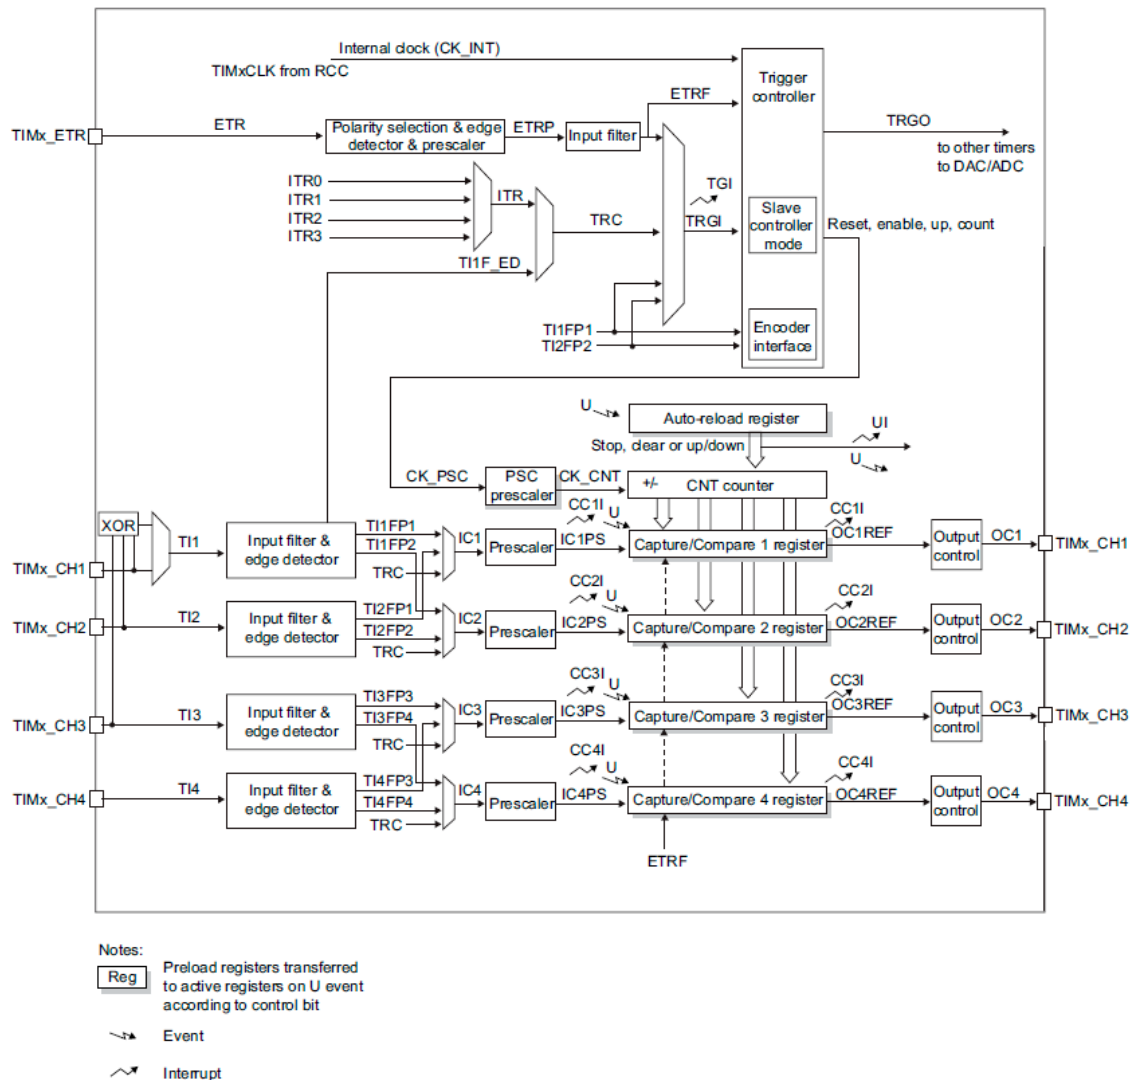 Internal clock (CK_INT)
TIMxCLK from RCC
Trigger
controller
ETRF
TIMx_ETR
ETR
Polarity selection & edge
detector & prescaler
ETRP
Input filter
TRGO
to other timers
to DAC/ADC
ITR0
ITR1
ITR2
ITR3
ITR
TRC
TGI
TRGI
Slave
controller
mode
Reset, enable, up, count
TI1F_ED
TI1FP1
TI2FP2
Encoder
interface
U
Auto-reload register
UI
Stop, clear or up/down
U
CK_PSC
PSC
prescaler
CK_CNT
+/-
CNT counter
XOR
TI1
TIMx_CH1
Input filter &
edge detector
TI1FP1
TI1FP2
TRC
IC1
Prescaler
IC1PS
CC1I
U
Capture/Compare 1 register
CC1I
OC1REF
Output
control
OC1
TIMx_CH1
TIMx_CH2
TI2
Input filter &
edge detector
TI2FP1
TI2FP2
TRC
IC2
Prescaler
IC2PS
CC2I
U
Capture/Compare 2 register
CC2I
OC2REF
Output
control
OC2
TIMx_CH2
TIMx_CH3
TI3
Input filter &
edge detector
TI3FP3
TI3FP4
TRC
IC3
Prescaler
IC3PS
CC3I
U
Capture/Compare 3 register
CC3I
OC3REF
Output
control
OC3
TIMx_CH3
TIMx_CH4
TI4
Input filter &
edge detector
TI4FP3
TI4FP4
TRC
IC4
Prescaler
IC4PS
CC4I
U
Capture/Compare 4 register
CC4I
OC4REF
Output
control
OC4
TIMx_CH4
ETRF
Notes:
Reg
Preload registers transferred
to active registers on U event
according to control bit
Event
Interrupt